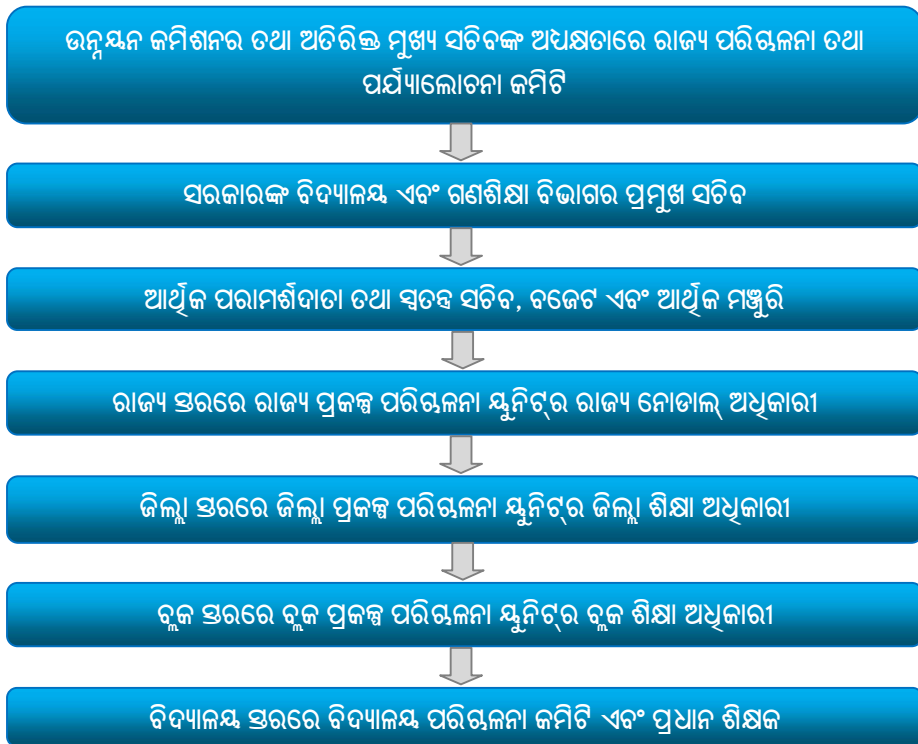 ଉନ୍ନୟନ କମିଶନର ତଥା ଅତିରିକ୍ତ ମୁଖ୍ୟ ସଚିବଙ୍କ ଅଧ୍ୟକ୍ଷତାରେ ରାଜ୍ୟ ପରିଚାଳନା ତଥା
ପର୍ଯ୍ୟାଲୋଚନା କମିଟି
ସରକାରଙ୍କ ବିଦ୍ୟାଳୟ ଏବଂ ଗଣଶିକ୍ଷା ବିଭାଗର ପ୍ରମୁଖ ସଚିବ
ଆର୍ଥିକ ପରାମର୍ଶଦାତା ତଥା ସ୍ୱତନ୍ତ୍ର ସଚିବ, ବଜେଟ ଏବଂ ଆର୍ଥିକ ମଞ୍ଜୁରି
ରାଜ୍ୟ ସ୍ତରରେ ରାଜ୍ୟ ପ୍ରକଳ୍ପ ପରିଚାଳନା ୟୁନିଟ୍‌ର ରାଜ୍ୟ ନୋଡାଲ୍ ଅଧିକାରୀ
ଜିଲ୍ଲା ସ୍ତରରେ ଜିଲ୍ଲା ପ୍ରକଳ୍ପ ପରିଚାଳନା ୟୁନିଟ୍‌ର ଜିଲ୍ଲା ଶିକ୍ଷା ଅଧିକାରୀ
ବ୍ଲକ ସ୍ତରରେ ବ୍ଲକ ପ୍ରକଳ୍ପ ପରିଚାଳନା ୟୁନିଟ୍‌ର ବ୍ଲକ ଶିକ୍ଷା ଅଧିକାରୀ
ବିଦ୍ୟାଳୟ ସ୍ତରରେ ବିଦ୍ୟାଳୟ ପରିଚାଳନା କମିଟି ଏବଂ ପ୍ରଧାନ ଶିକ୍ଷକ